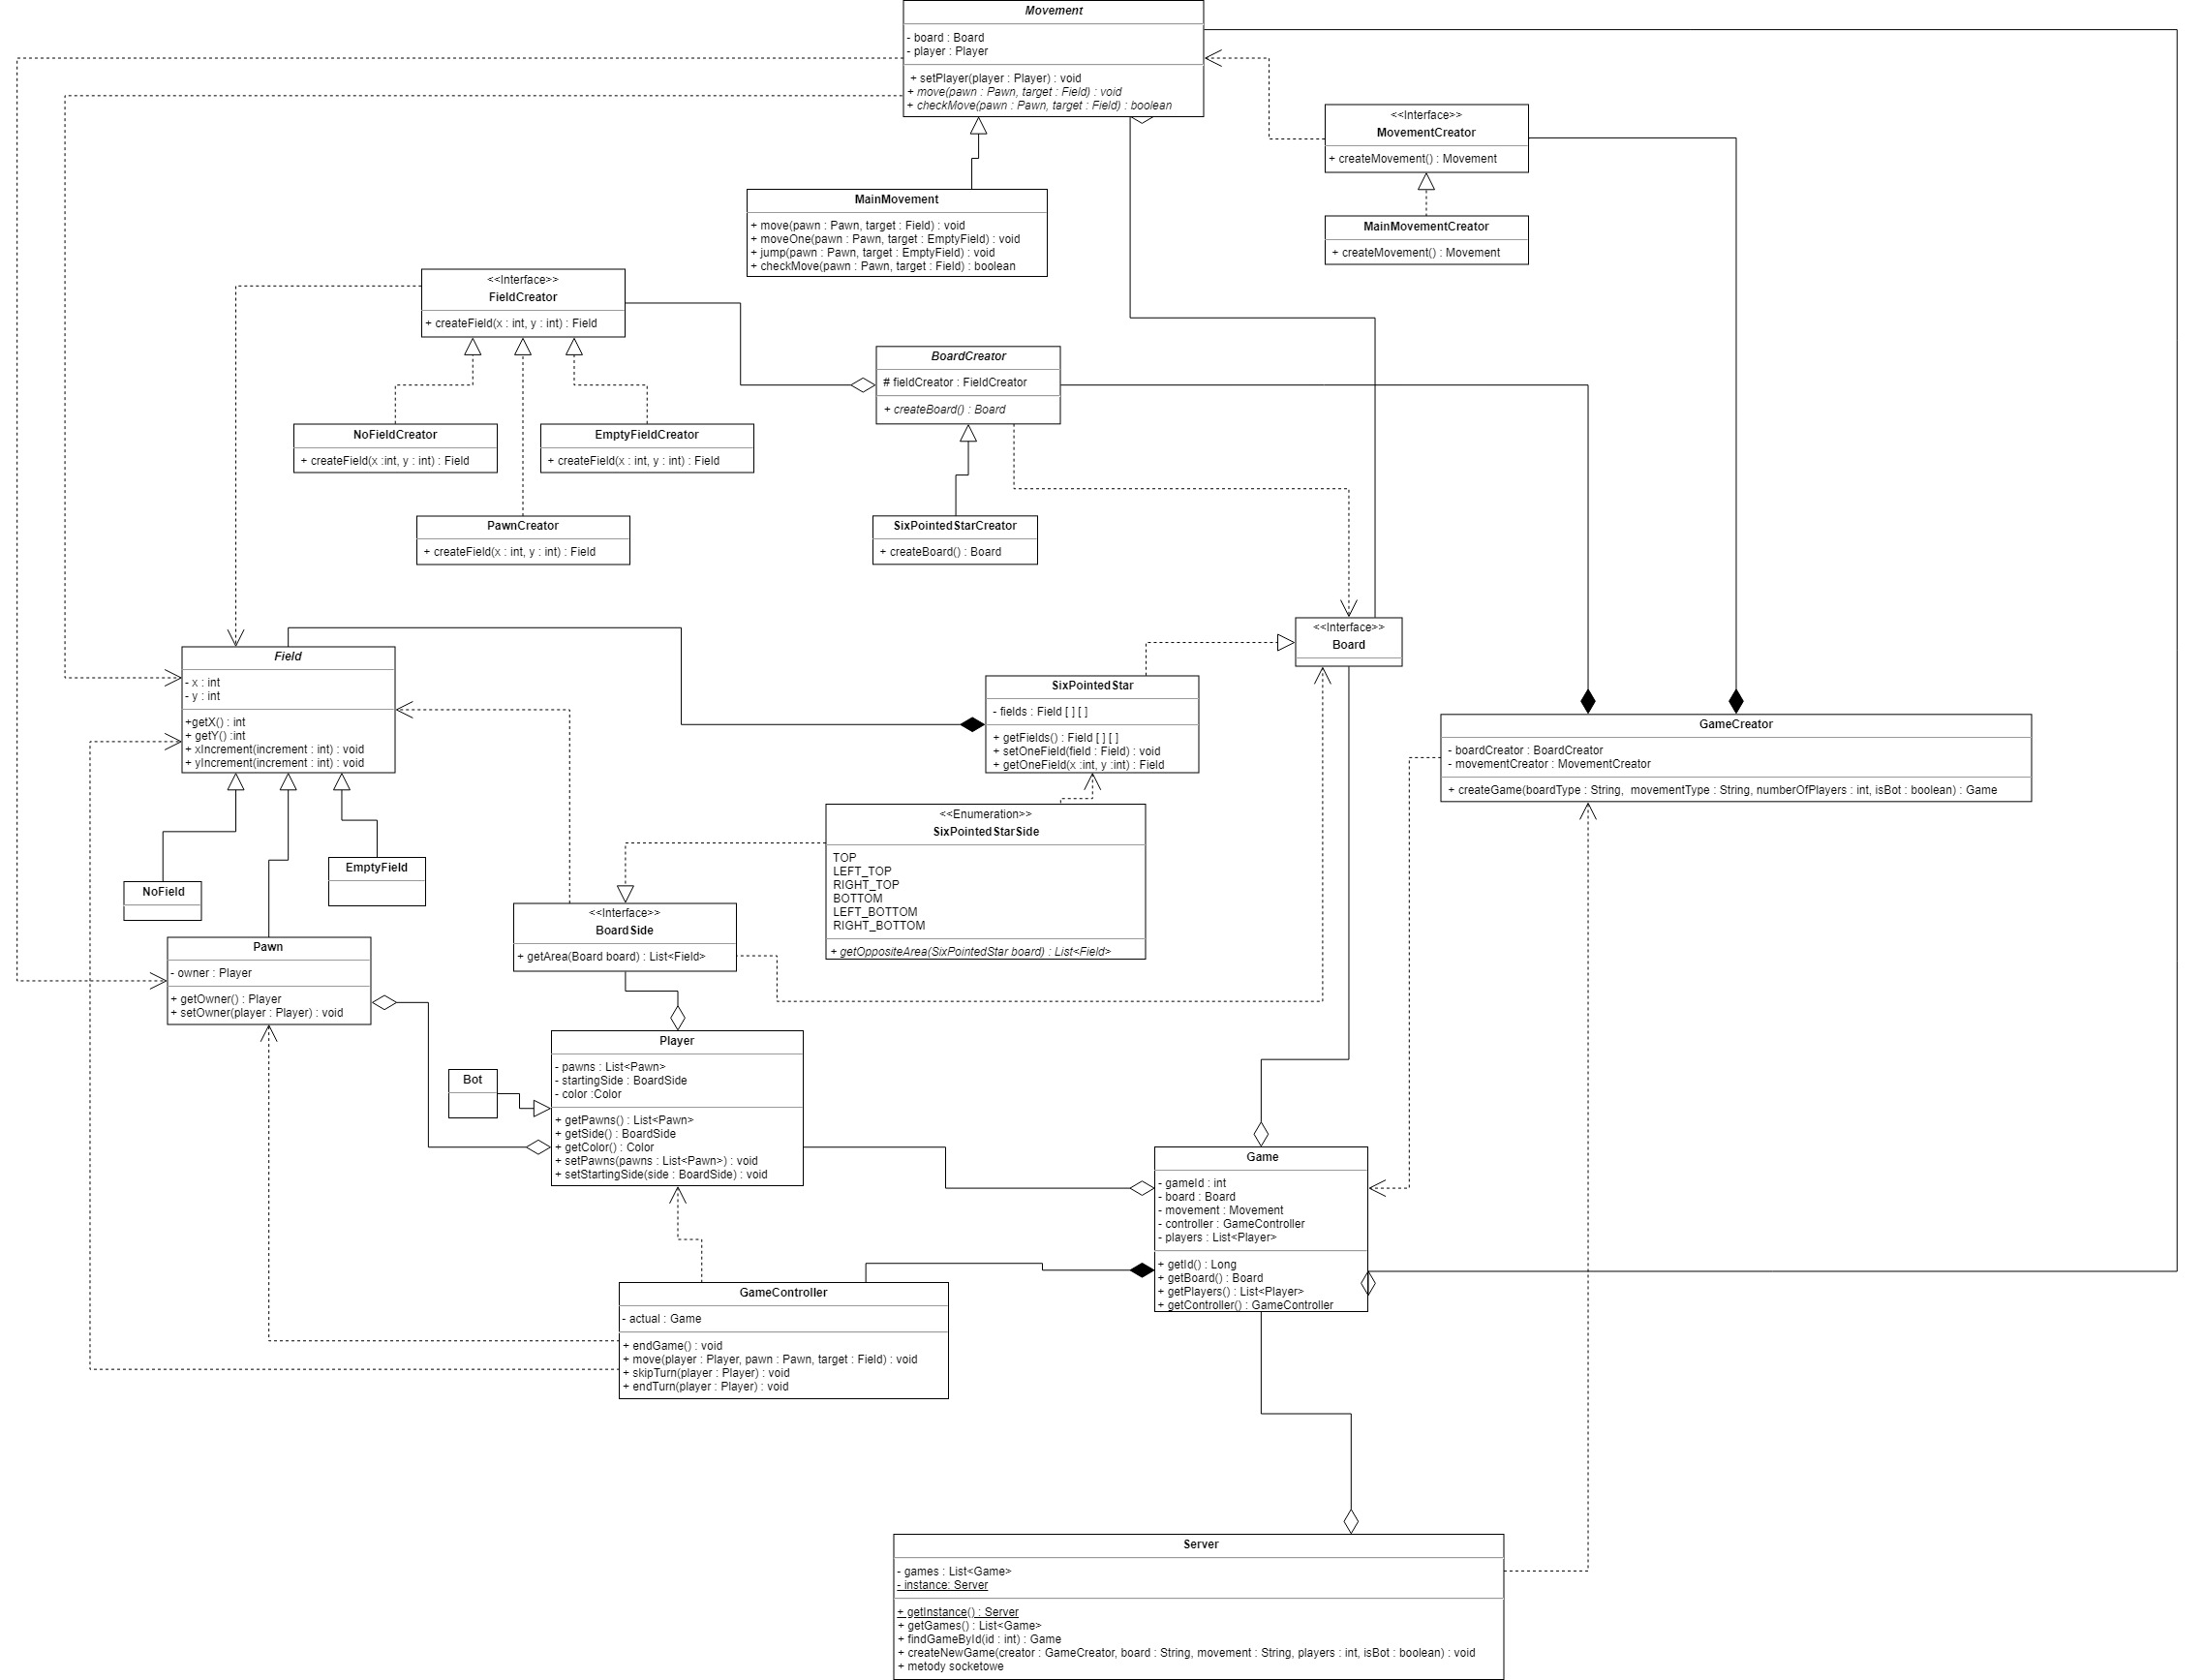 Movement
- board : Board
- player : Player
+ setPlayer(player : Player) : void
+ move(pawn : Pawn, target : Field) : void
+ checkMove(pawn : Pawn, target : Field) : boolean
<<Interface>>
MovementCreator
+ createMovement() : Movement
MainMovement
+ move(pawn : Pawn, target : Field) : void
+ moveOne(pawn : Pawn, target : EmptyField) : void
+ jump(pawn : Pawn, target : EmptyField) : void
+ checkMove(pawn : Pawn, target : Field) : boolean
MainMovementCreator
+ createMovement() : Movement
<<Interface>>
FieldCreator
+ createField(x : int, y : int) : Field
BoardCreator
# fieldCreator : FieldCreator
+ createBoard() : Board
NoFieldCreator
+ createField(x :int, y : int) : Field
EmptyFieldCreator
+ createField(x : int, y : int) : Field
PawnCreator
+ createField(x : int, y : int) : Field
SixPointedStarCreator
+ createBoard() : Board
<<Interface>>
Board
Field
- x : int
- y : int
+getX() : int
+ getY() :int
+ xIncrement(increment : int) : void
+ yIncrement(increment : int) : void
SixPointedStar
- fields : Field [ ] [ ]
+ getFields() : Field [ ] [ ]
+ setOneField(field : Field) : void
+ getOneField(x :int, y :int) : Field
GameCreator
- boardCreator : BoardCreator
- movementCreator : MovementCreator
+ createGame(boardType : String,  movementType : String, numberOfPlayers : int, isBot : boolean) : Game
<<Enumeration>>
SixPointedStarSide
TOP
LEFT_TOP
RIGHT_TOP
BOTTOM
LEFT_BOTTOM
RIGHT_BOTTOM
+ getOppositeArea(SixPointedStar board) : List<Field>
NoField
EmptyField
<<Interface>>
BoardSide
+ getArea(Board board) : List<Field>
Pawn
- owner : Player
+ getOwner() : Player
+ setOwner(player : Player) : void
Player
- pawns : List<Pawn>
- startingSide : BoardSide
- color :Color
+ getPawns() : List<Pawn>
+ getSide() : BoardSide
+ getColor() : Color
+ setPawns(pawns : List<Pawn>) : void
+ setStartingSide(side : BoardSide) : void
Bot
Game
- gameId : int
- board : Board
- movement : Movement
- controller : GameController
- players : List<Player>
+ getId() : Long
+ getBoard() : Board
+ getPlayers() : List<Player>
+ getController() : GameController
GameController
- actual : Game
+ endGame() : void
+ move(player : Player, pawn : Pawn, target : Field) : void
+ skipTurn(player : Player) : void
+ endTurn(player : Player) : void
Server
- games : List<Game>
- instance: Server
+ getInstance() : Server
+ getGames() : List<Game>
+ findGameById(id : int) : Game
+ createNewGame(creator : GameCreator, board : String, movement : String, players : int, isBot : boolean) : void
+ metody socketowe